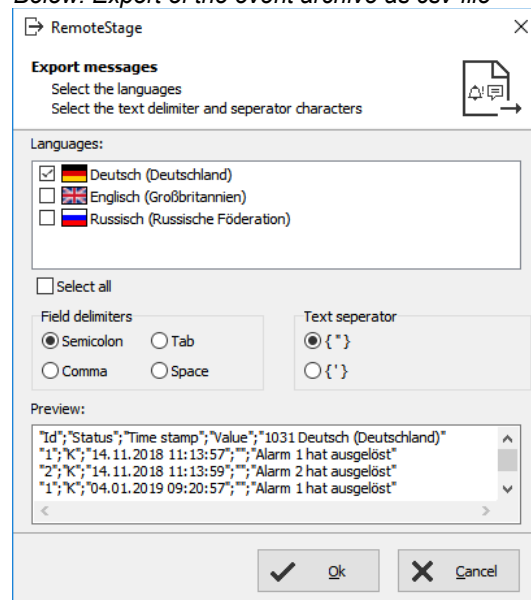 Below: Export of the event archive as csv-file
RemoteStage
Export messages
Select the languages
Select the text delimiter and seperator characters
Languages:
Deutsch (Deutschland)
Englisch (Großbritannien)
Russisch (Russische Föderation)
Select all
Field delimiters
Semicolon
Tab
Comma
Space
Text seperator
{"}
{'}
Preview:
"Id";"Status";"Time stamp";"Value";"1031 Deutsch (Deutschland)"
"1";"K";"14.11.2018 11:13:57";"";"Alarm 1 hat ausgelöst"
"2";"K";"14.11.2018 11:13:59";"";"Alarm 2 hat ausgelöst"
"1";"K";"04.01.2019 09:20:57";"";"Alarm 1 hat ausgelöst"
Ok
Cancel